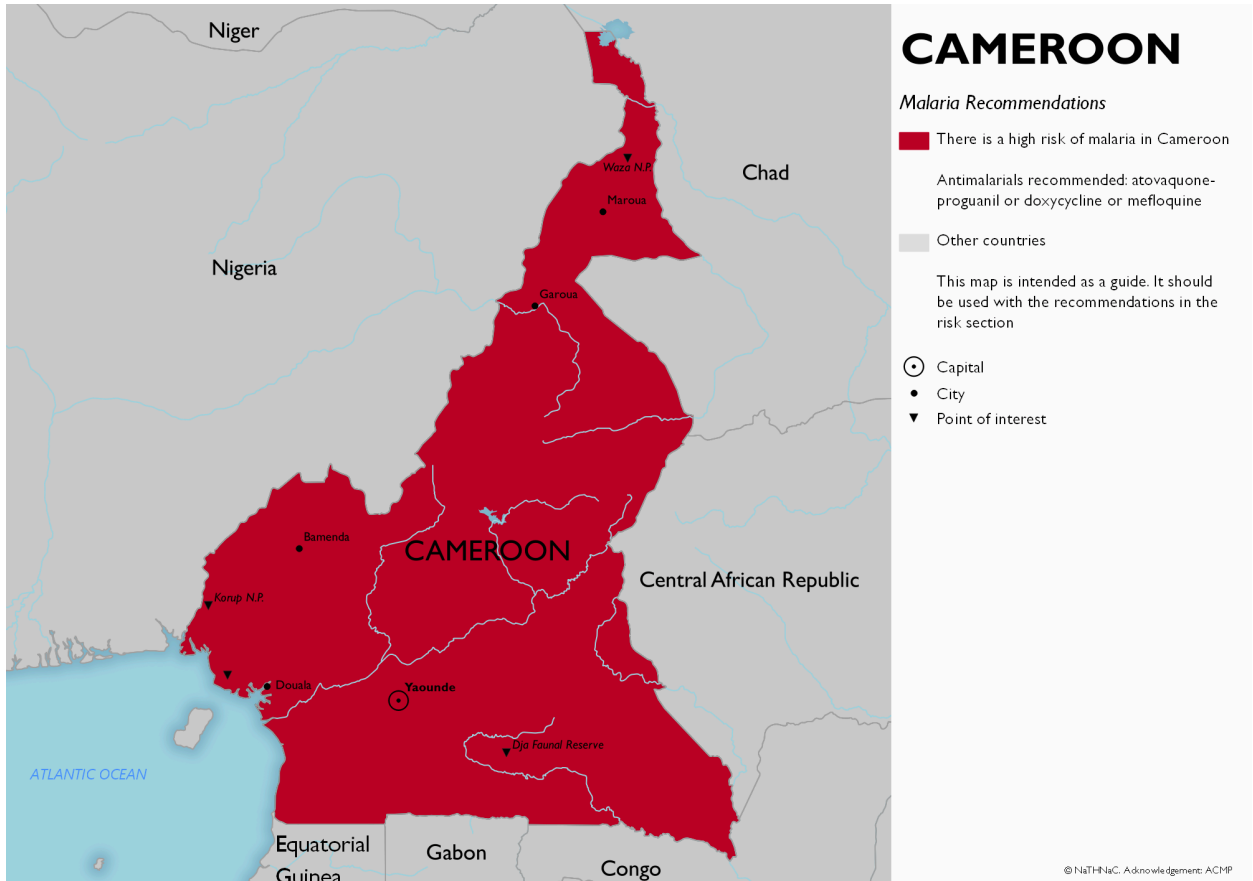 Niger
Chad
Nigeria
Waza N.P.
Maroua
Garoua
Bamenda
CAMEROON
Central African Republic
Korup N.P.
Douala
Yaounde
Dja Faunal Reserve
ATLANTIC OCEAN
Equatorial
Guinea
Gabon
Congo
CAMEROON
Malaria Recommendations
There is a high risk of malaria in Cameroon
Antimalarials recommended: atovaquone-
proguanil or doxycycline or mefloquine
Other countries
This map is intended as a guide. It should
be used with the recommendations in the
risk section
Capital
City
Point of interest
© NaTHNaC. Acknowledgement: ACMP